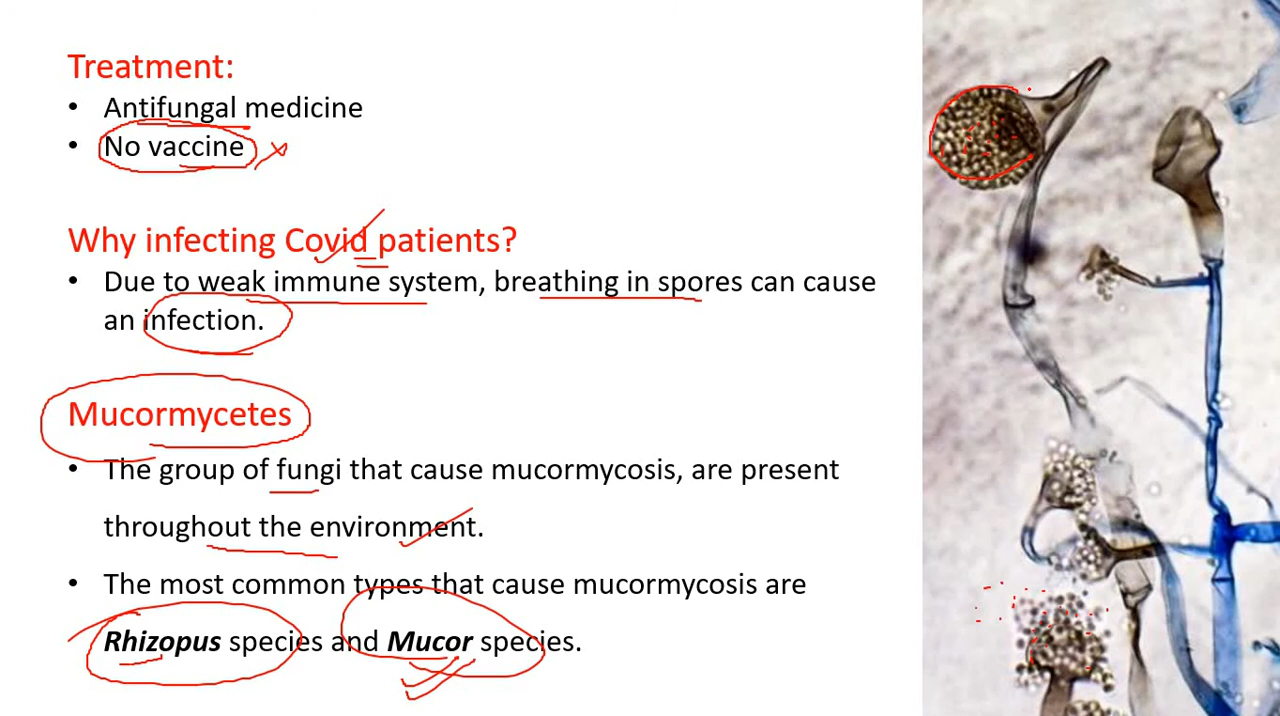 Treatment:
• Antifungal medicine
• No vaccine
Why infecting Covid patients?
• Due to weak immune system, breathing in spores can cause
an infection.
Mucormycetes
• The group of fungi that cause mucormycosis, are present
throughout the environment.
• The most common types that cause mucormycosis are
Rhizopus species and Mucor species.